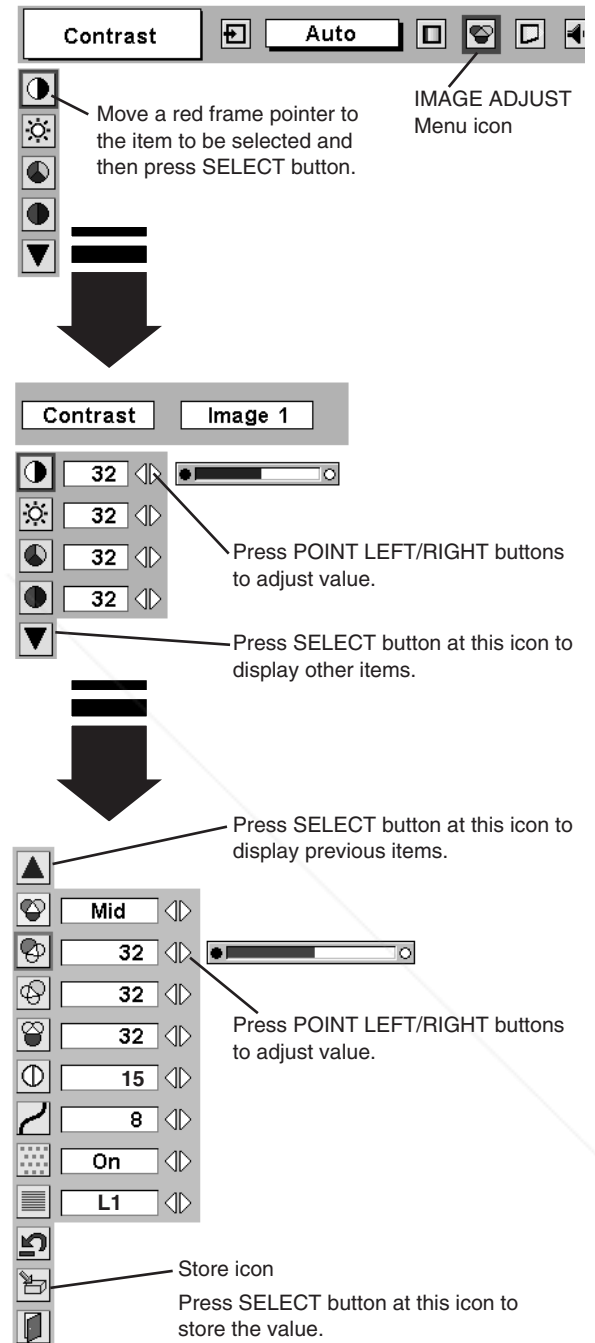 Contrast
Auto
Move a red frame pointer to
the item to be selected and
then press SELECT button.
IMAGE ADJUST
Menu icon
Contrast
Image 1
32
32
32
32
Press POINT LEFT/RIGHT buttons
to adjust value.
Press SELECT button at this icon to
display other items.
Press SELECT button at this icon to
display previous items.
Mid
32
32
32
15
8
On
L1
Press POINT LEFT/RIGHT buttons
to adjust value.
Store icon
Press SELECT button at this icon to
store the value.